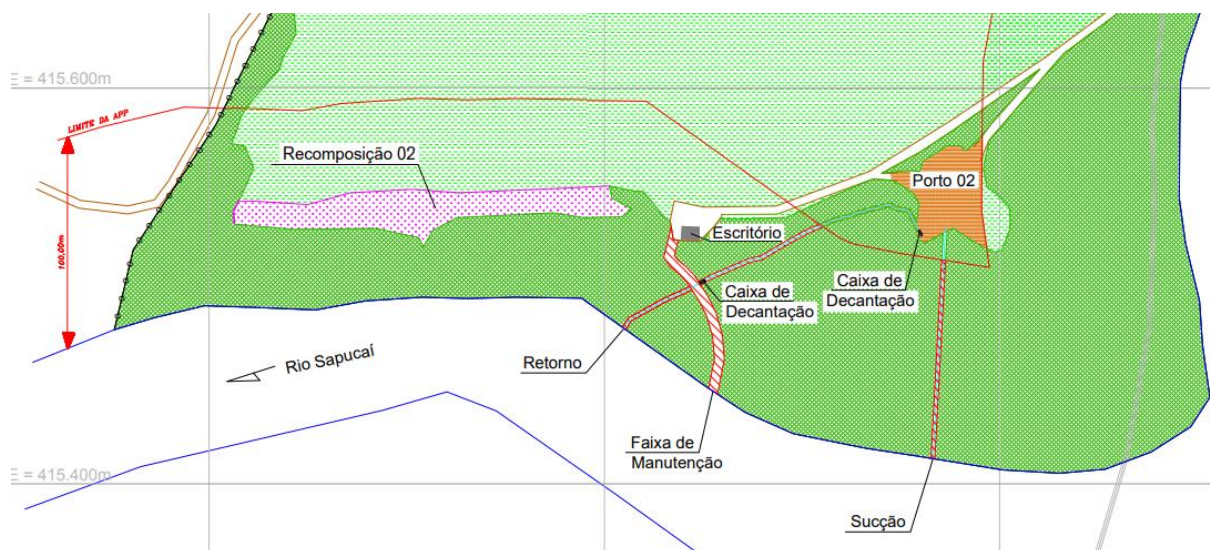 E = 415.600m
LIMITE DA APP
Recomposição 02
Porto 02
100,00m
Escritório
Caixa de
Decantação
Caixa de
Decantação
Rio Sapucaí
Retorno
Faixa de
Manutenção
E = 415.400m
Sucção